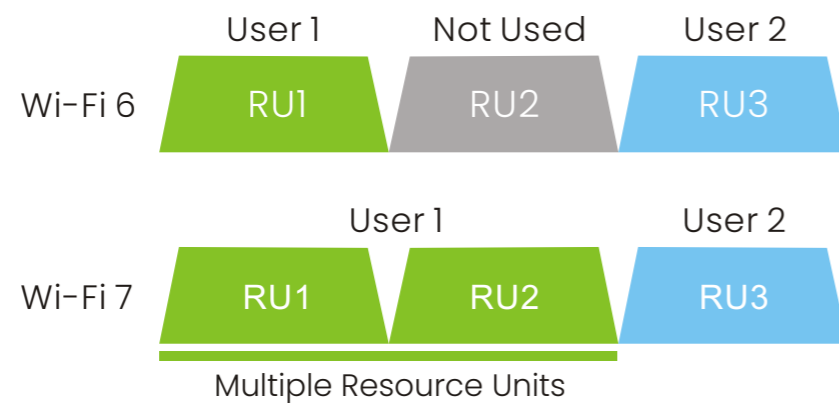 User 1 Not Used User 2
Wi-Fi 6 RU1 RU2 RU3
User 1 User 2
Wi-Fi 7 RU1 RU2 RU3
Multiple Resource Units